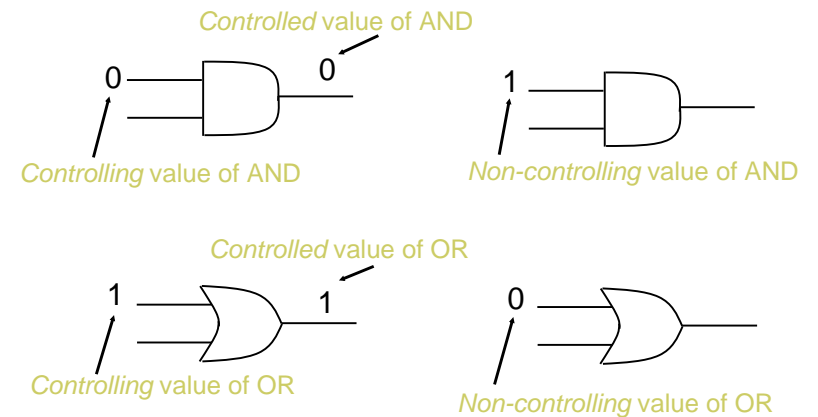 Controlled value of AND
0 0
1
Controlling value of AND
Non-controlling value of AND
Controlled value of OR
1 1
0
Controlling value of OR
Non-controlling value of OR